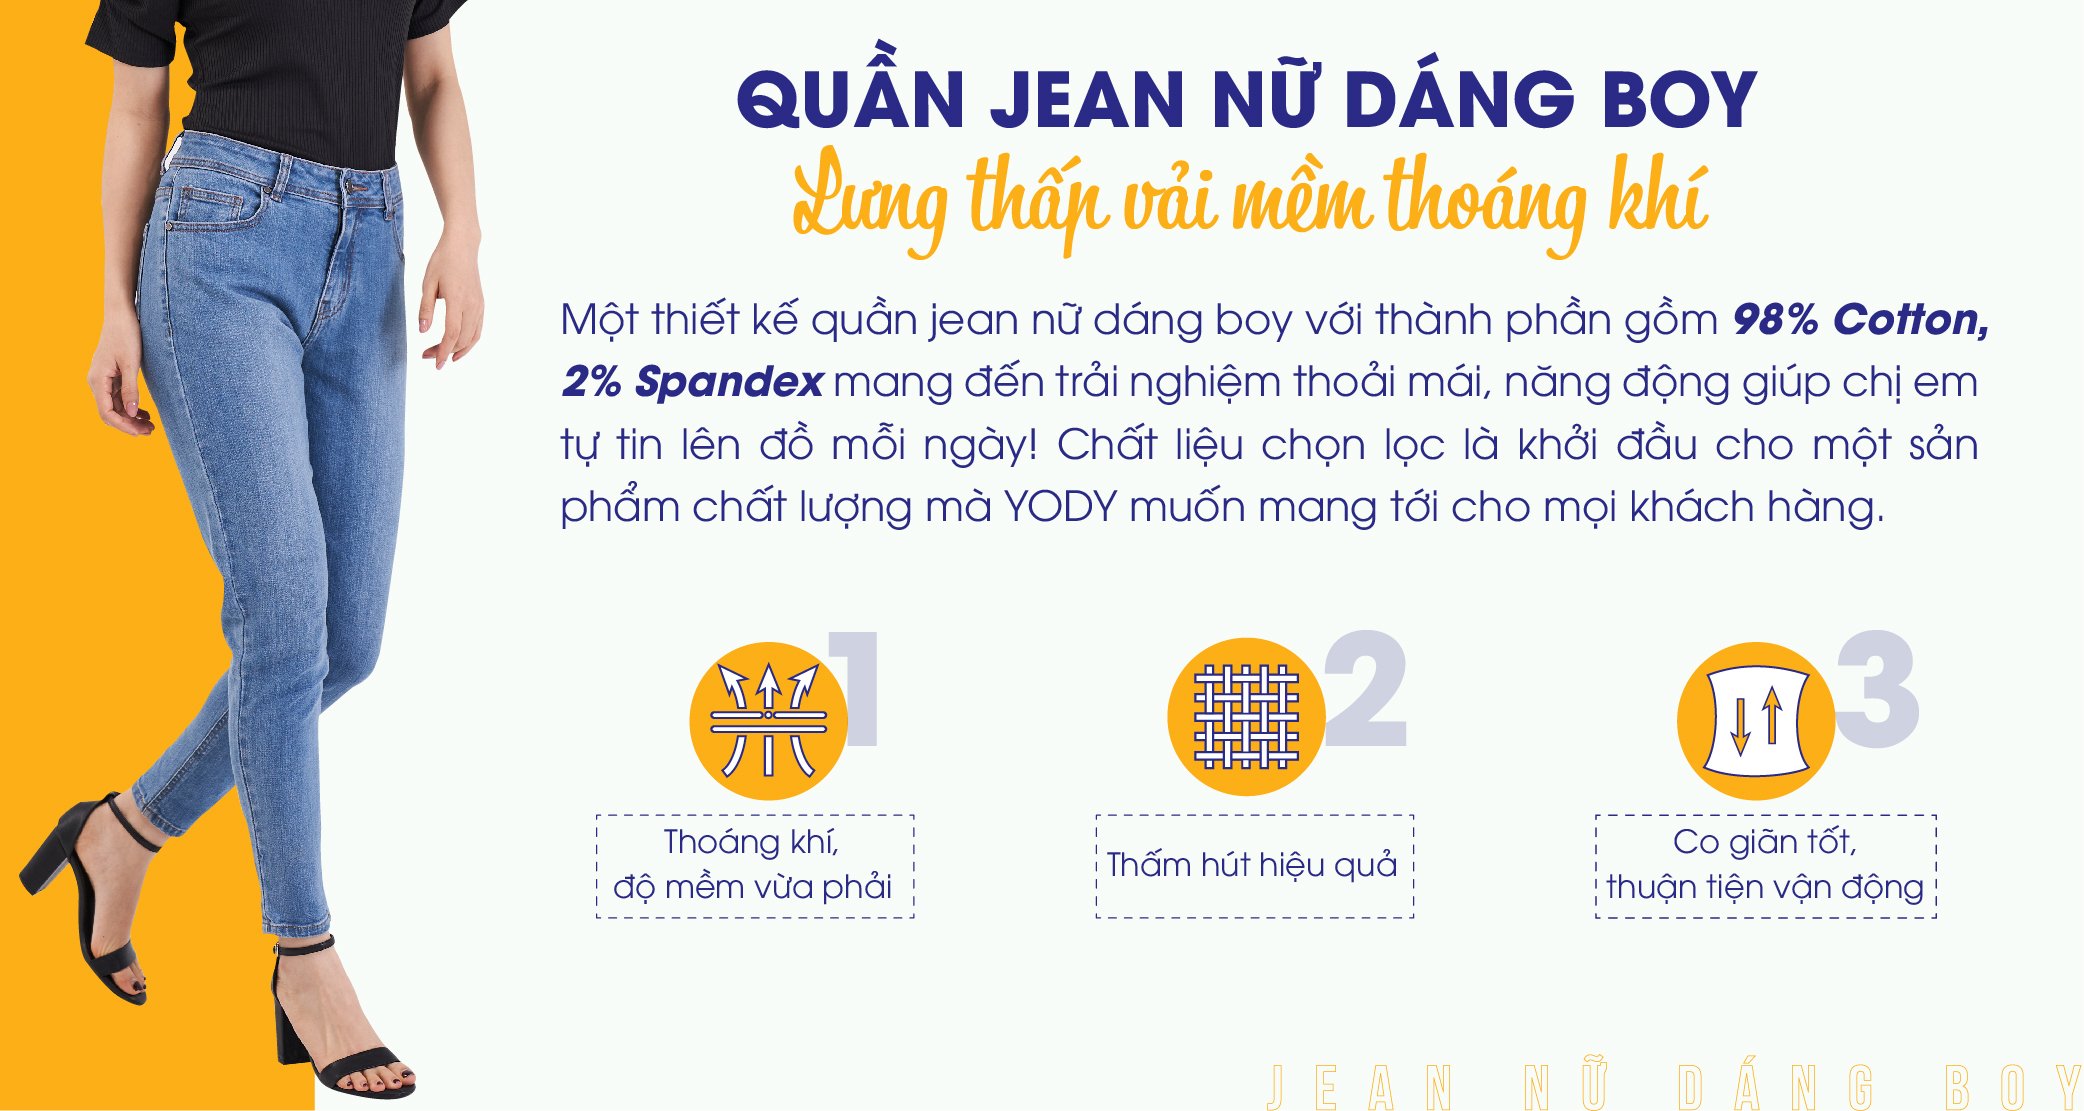 QUẦN JEAN NỮ DÁNG BOY
Lưng thấp vải mềm thoáng khí
Một thiết kế quần jean nữ dáng boy với thành phần gồm 98% Cotton,
2% Spandex mang đến trải nghiệm thoải mái, năng động giúp chị em
tự tin lên đồ mỗi ngày! Chất liệu chọn lọc là khởi đầu cho một sản
phẩm chất lượng mà YODY muốn mang tới cho mọi khách hàng.
1
Thoáng khí,
độ mềm vừa phải
2
Thấm hút hiệu quả
3
Co giãn tốt,
thuận tiện vận động
JEAN NỮ DÁNG BOY